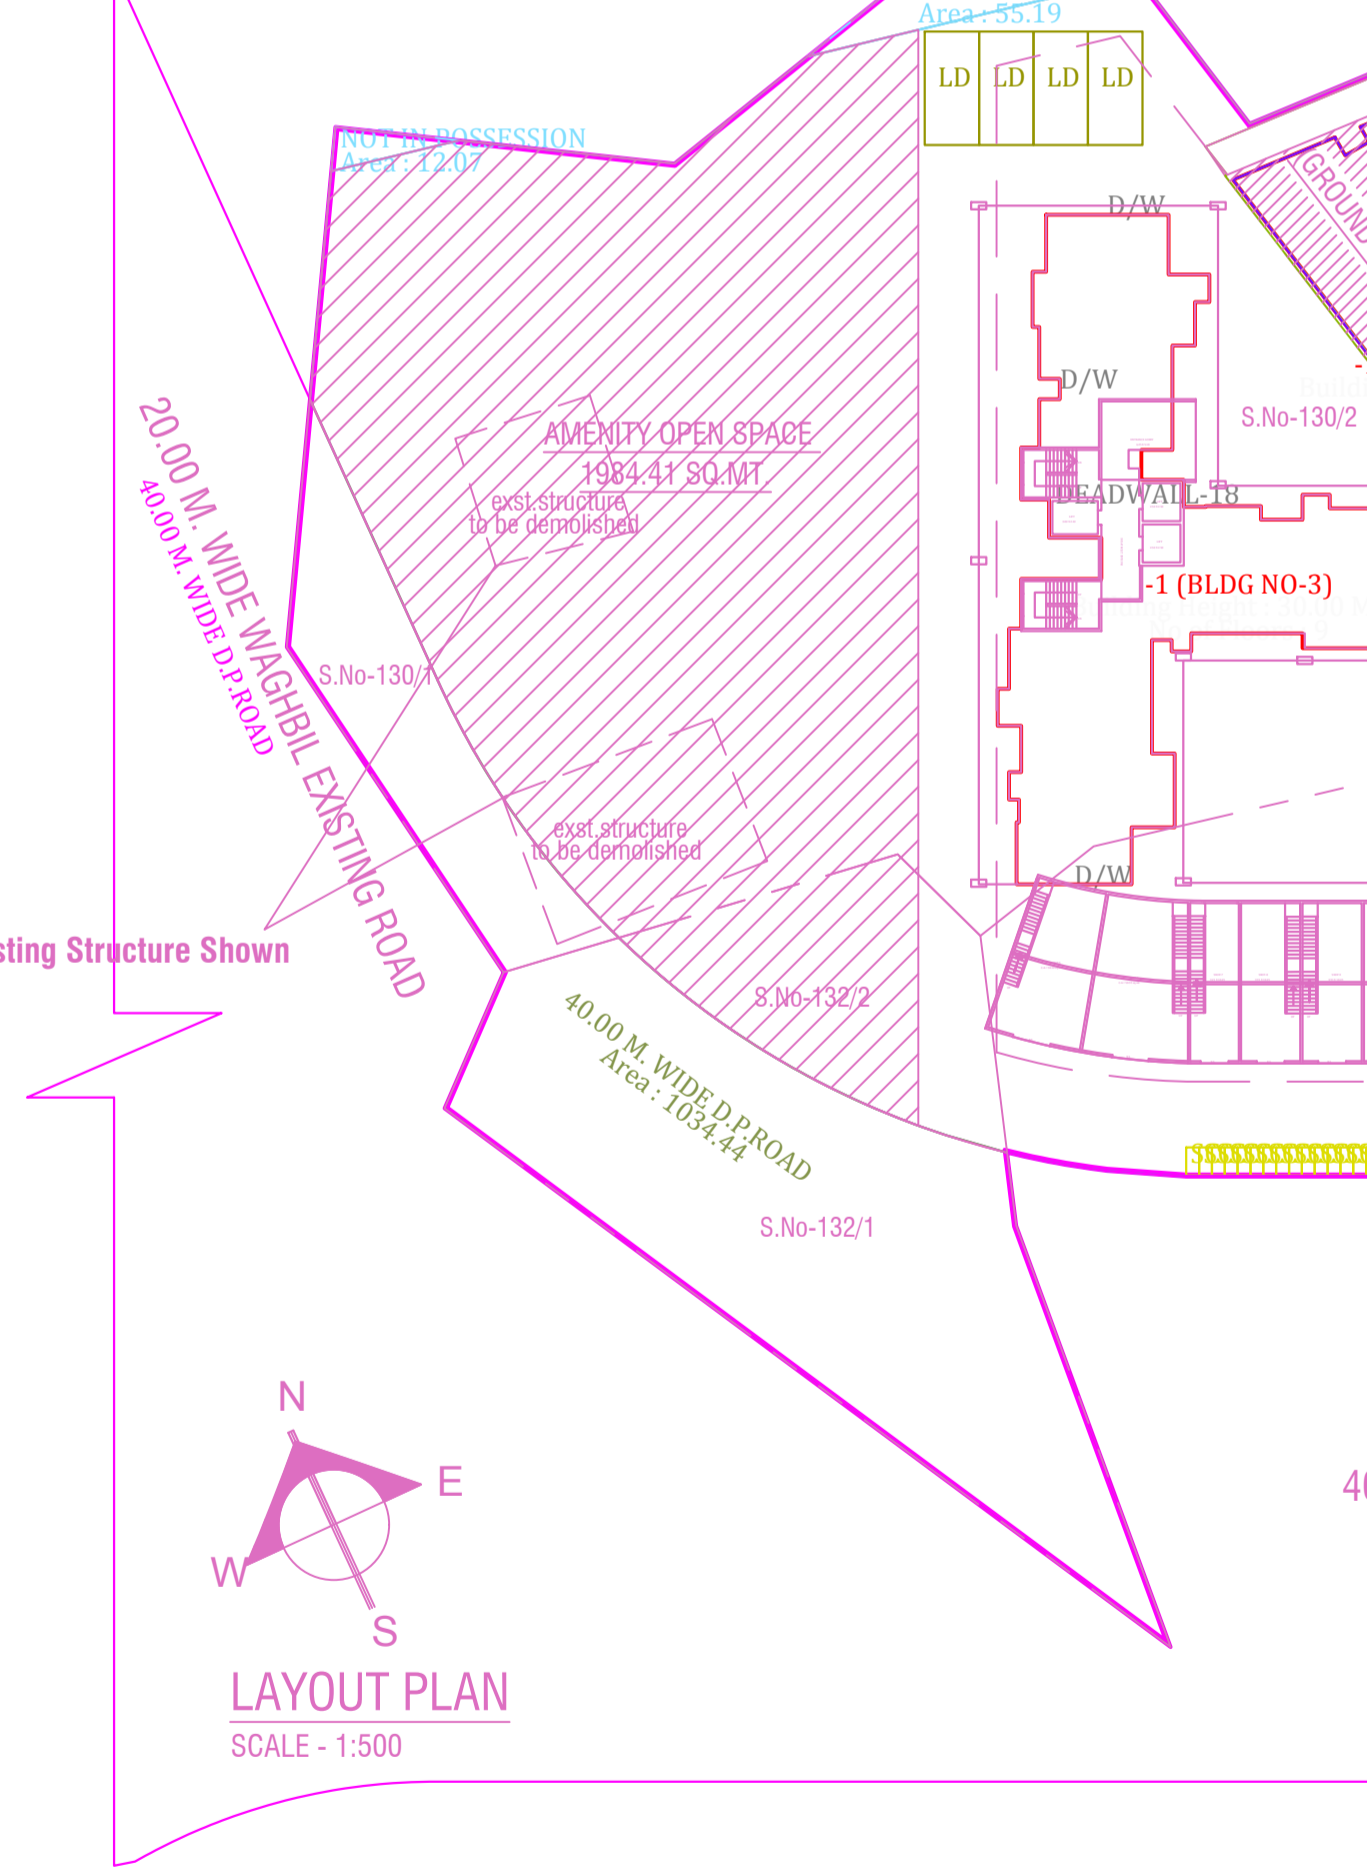 Area : 55.19
LD LD LD LD
NOT IN POSSESSION
Area : 12.07
GROUND
D/W
D/W
S.No-130/2
AMENITY OPEN SPACE
1984.41 SQ.MT.
exst.structure
to be demolished
DEADWALL-18
-1 (BLDG NO-3)
20.00 M. WIDE WAGHBIL EXISTING ROAD
40.00 M. WIDE D.P.ROAD
S.No-130/1
exst.structure
to be demolished
D/W
sting Structure Shown
S.No-132/2
40.00 M. WIDE D.P.ROAD
Area : 1034.44
S.No-132/1
N
E
W
S
LAYOUT PLAN
SCALE - 1:500